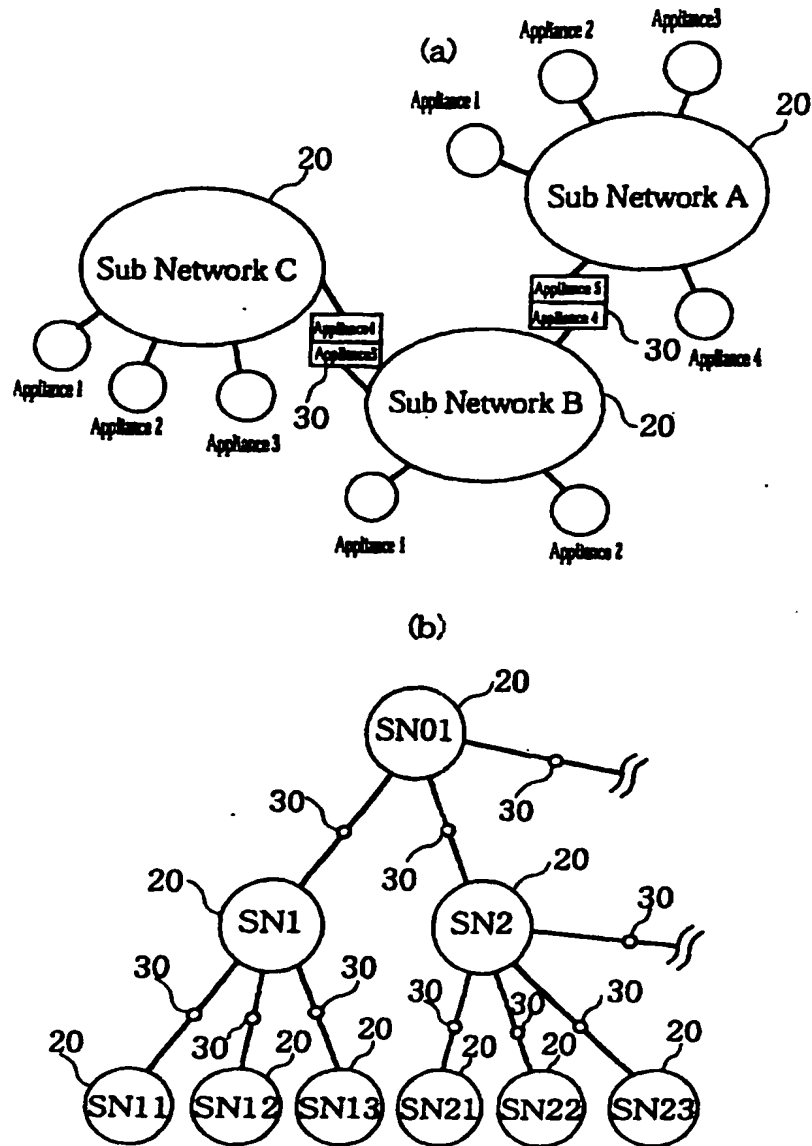 (a)
Appliance 2
Appliance3
Appliance 1
20
Sub Network A
20
Sub Network C
Appliance 5
Appliance 4
30
Appliance4
Appliance 4
Appliance 1
Appliance 2
Appliance 3
30
Sub Network B
20
Appliance 1
Appliance 2
(b)
20
SN01
30
30
30
20
20
SN1
SN2
30
30
30
30
30
30
30
20
20
20
20
20
20
SN11
SN12
SN13
SN21
SN22
SN23